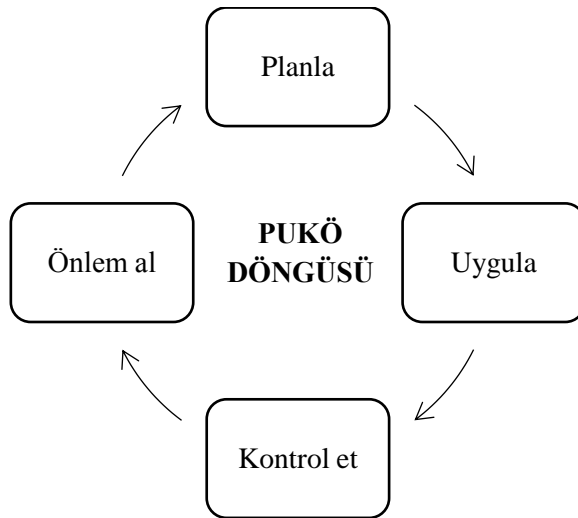 Planla
Önlem al
PUKÖ
DÖNGÜSÜ
Uygula
Kontrol et